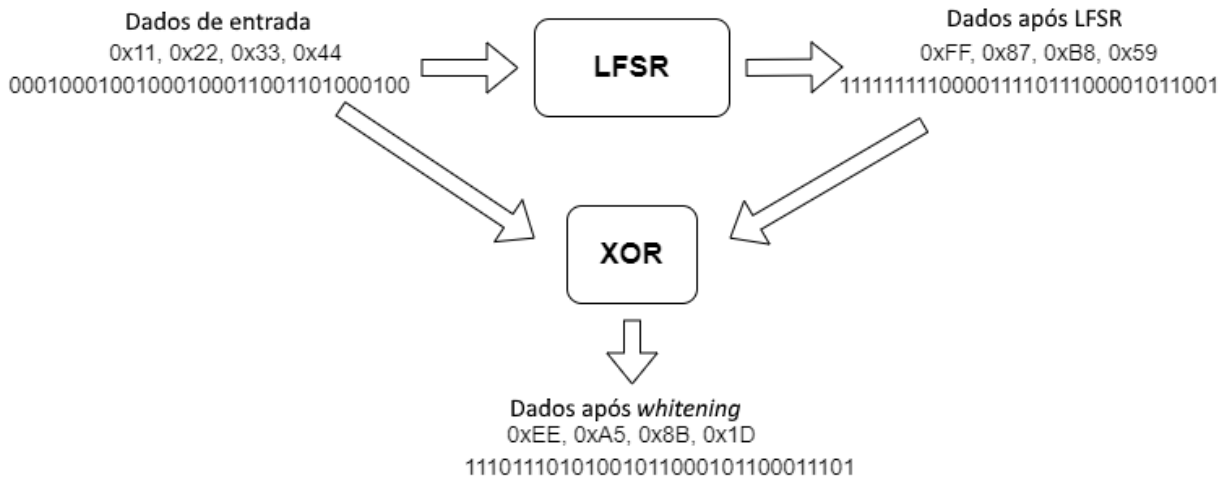 Dados de entrada
0x11, 0x22, 0x33, 0x44
00010001001000100011001101000100
LFSR
Dados após LFSR
0xFF, 0x87, 0xB8, 0x59
11111111100001111011100001011001
XOR
Dados após whitening
0xEE, 0xA5, 0x8B, 0x1D
11101110101001011000101100011101